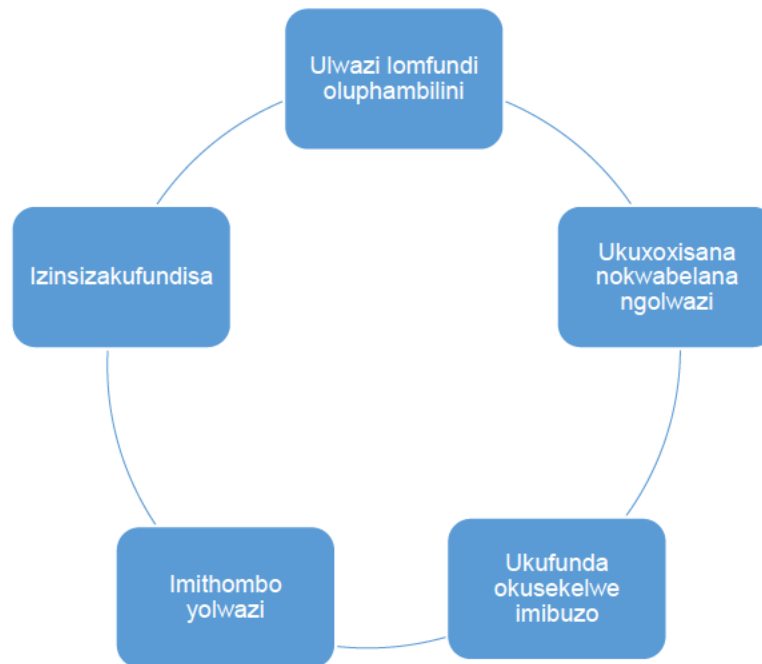 Ulwazi lomfundi
oluphambilini
Ukuxoxisana
nokwabelana
ngolwazi
Ukufunda
okusekelwe
imibuzo
Imithombo
yolwazi
Izinsizakufundisa